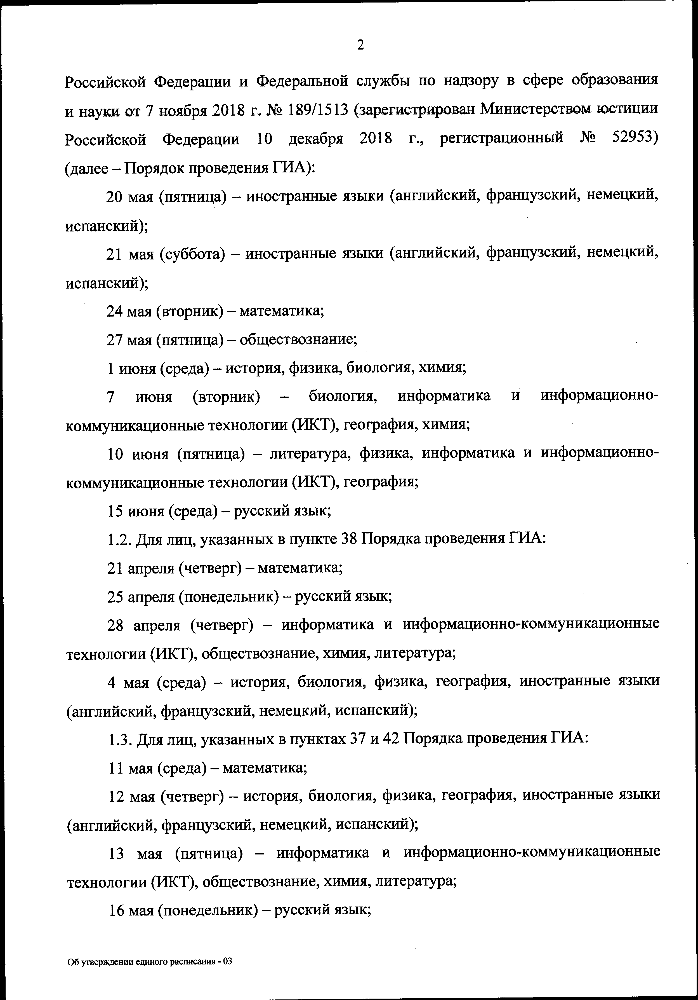 2
Российской Федерации и Федеральной службы по надзору в сфере образования
и науки от 7 ноября 2018 г. № 189/1513 (зарегистрирован Министерством юстиции
Российской Федерации 10 декабря 2018 г., регистрационный № 52953)
(далее – Порядок проведения ГИА):
20 мая (пятница) – иностранные языки (английский, французский, немецкий,
испанский);
21 мая (суббота) – иностранные языки (английский, французский, немецкий,
испанский);
24 мая (вторник) – математика;
27 мая (пятница) – обществознание;
1 июня (среда) – история, физика, биология, химия;
7 июня (вторник) – биология, информатика и информационно-
коммуникационные технологии (ИКТ), география, химия;
10 июня (пятница) – литература, физика, информатика и информационно-
коммуникационные технологии (ИКТ), география;
15 июня (среда) – русский язык;
1.2. Для лиц, указанных в пункте 38 Порядка проведения ГИА:
21 апреля (четверг) – математика;
25 апреля (понедельник) – русский язык;
28 апреля (четверг) – информатика и информационно-коммуникационные
технологии (ИКТ), обществознание, химия, литература;
4 мая (среда) – история, биология, физика, география, иностранные языки
(английский, французский, немецкий, испанский);
1.3. Для лиц, указанных в пунктах 37 и 42 Порядка проведения ГИА:
11 мая (среда) – математика;
12 мая (четверг) – история, биология, физика, география, иностранные языки
(английский, французский, немецкий, испанский);
13 мая (пятница) – информатика и информационно-коммуникационные
технологии (ИКТ), обществознание, химия, литература;
16 мая (понедельник) – русский язык;
Об утверждении единого расписания - 03